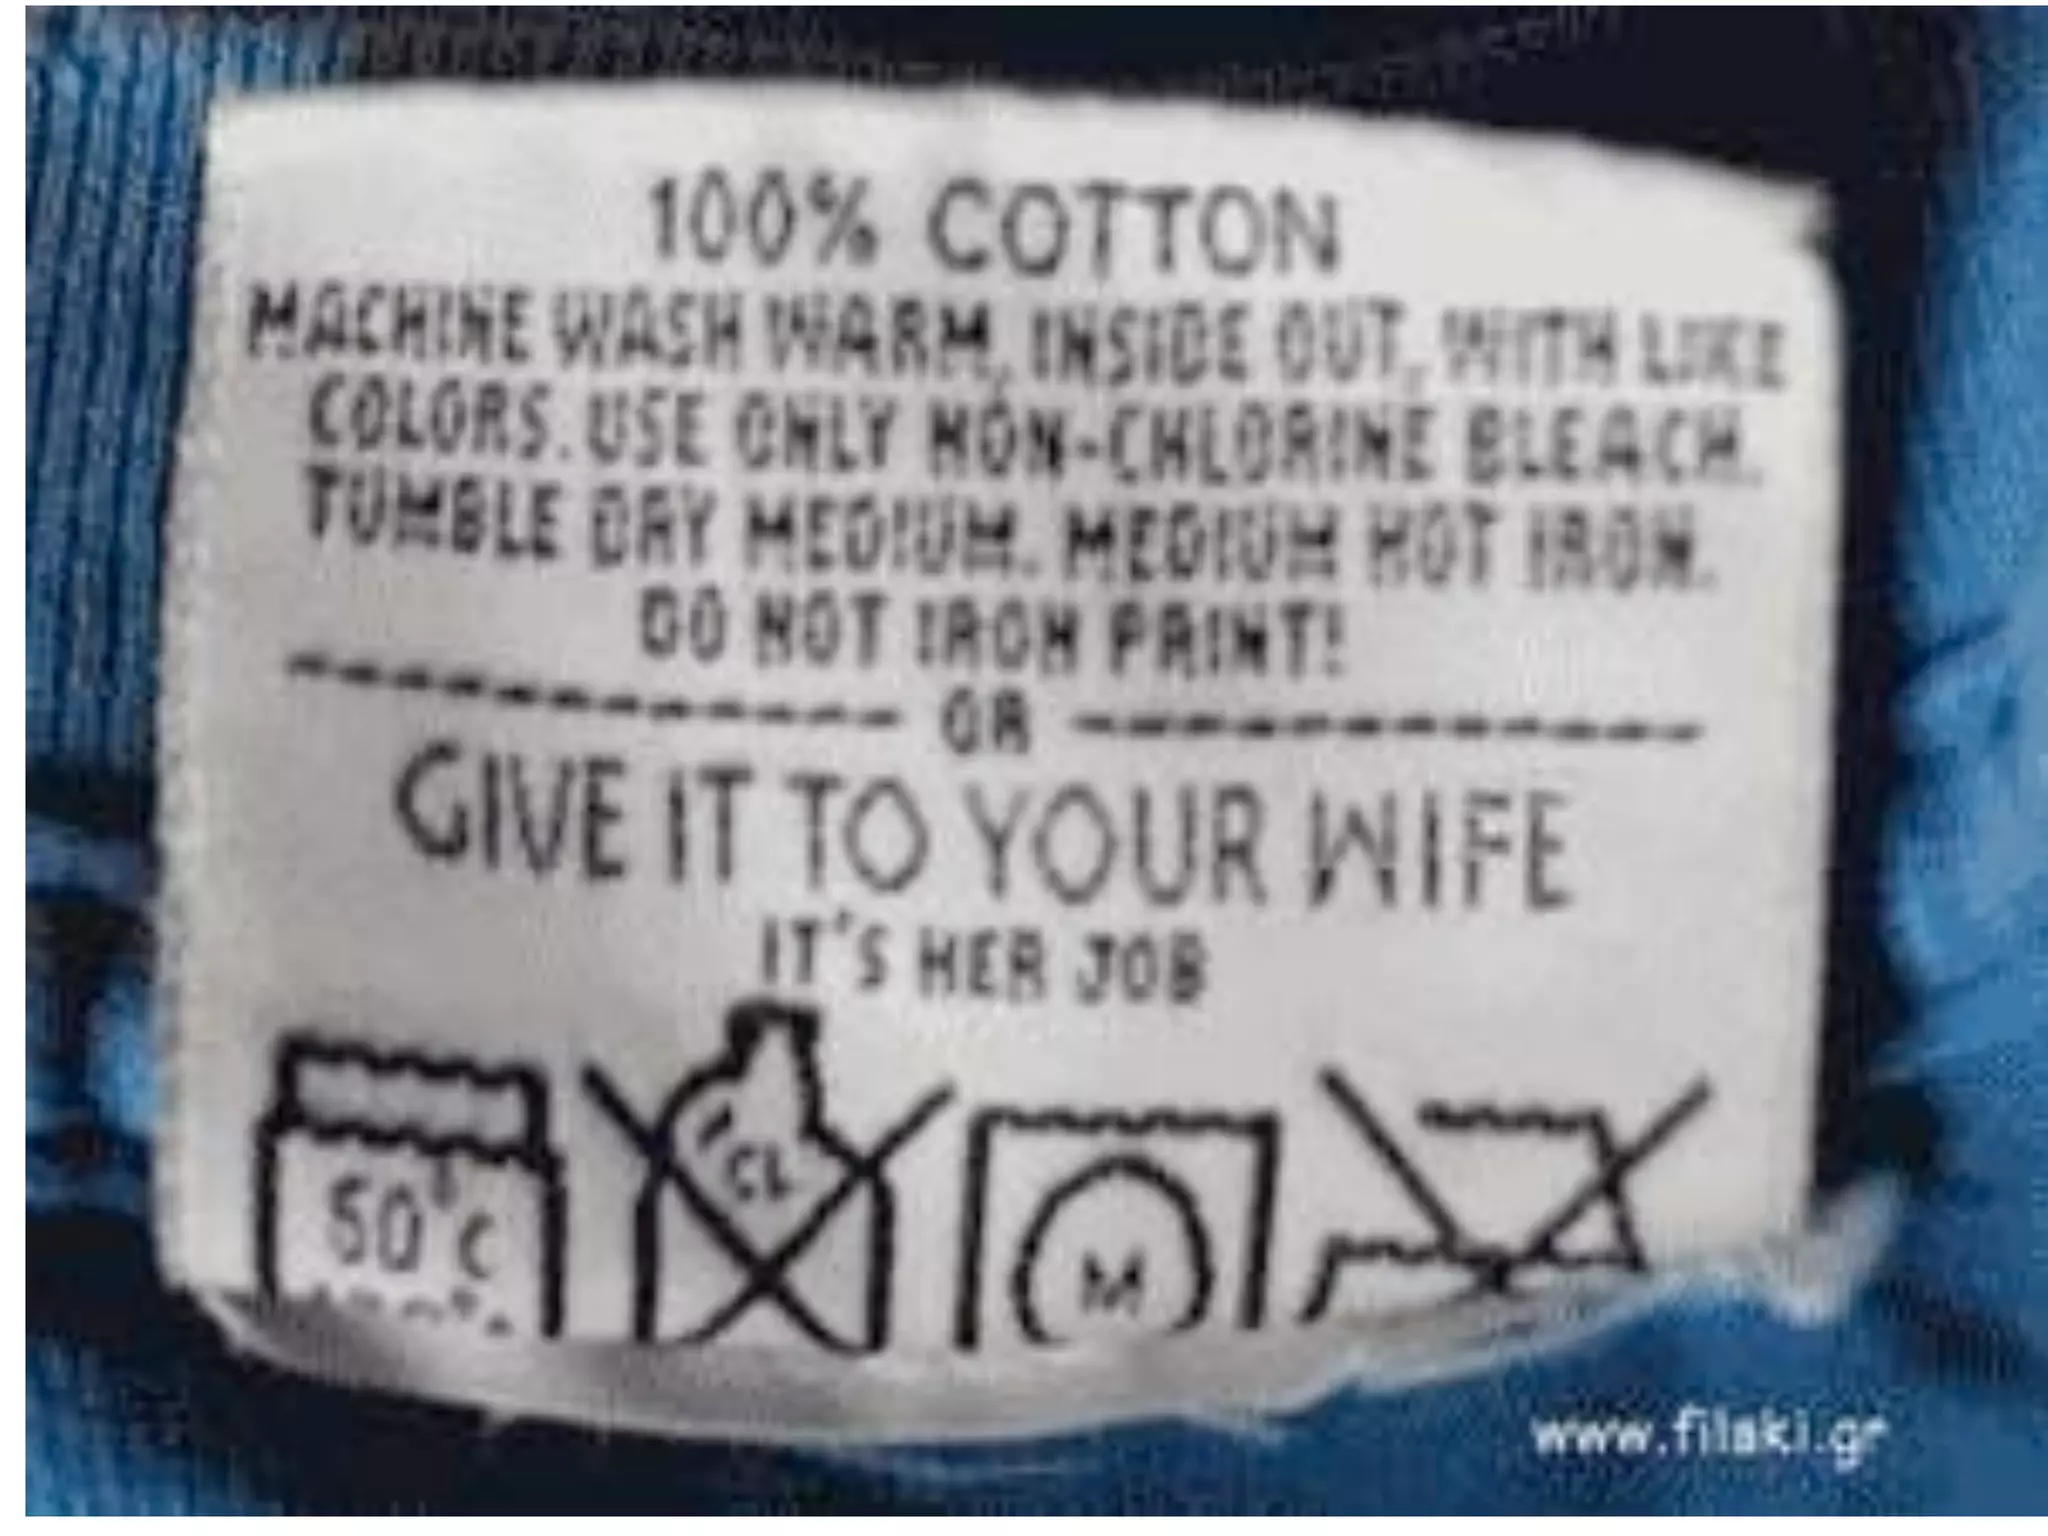 100% COTTON
MACHINE WASH WARM, INSIDE OUT, WITH LIKE
COLORS. USE ONLY NON-CHLORINE BLEACH.
TUMBLE DRY MEDIUM. MEDIUM HOT IRON.
DO NOT IRON PRINT!
-----------OR-----------
GIVE IT TO YOUR WIFE
IT'S HER JOB
50°C CL M
www.filaki.gr